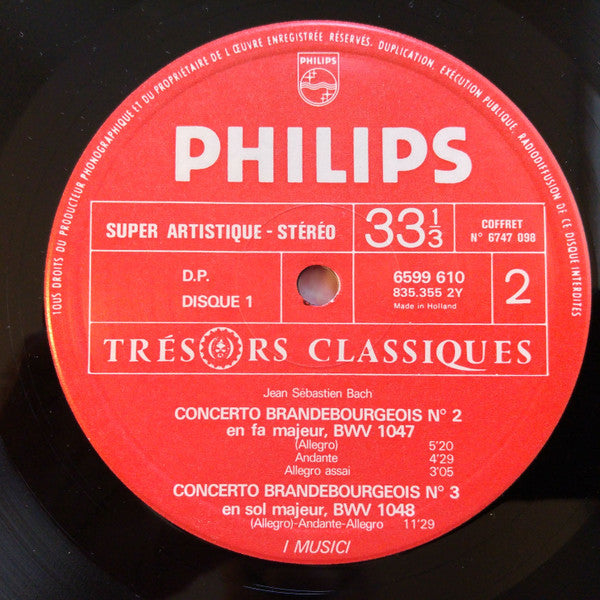 TOUS DROITS DU PRODUCTEUR PHONOGRAPHIQUE ET DU PROPRIETAIRE DE L'ŒUVRE ENREGISTRÉE RESERVES. DUPLICATION, EXÉCUTION PUBLIQUE, RADIODIFFUSION DE CE DISQUE INTERDITES
PHILIPS
PHILIPS
SUPER ARTISTIQUE - STÉRÉO
33 1/3
COFFRET
N° 6747 098
D.P.
DISQUE 1
6599 610
835.355 2Y
Made in Holland
2
TRÉSORS CLASSIQUES
Jean Sébastien Bach
CONCERTO BRANDEBOURGEOIS N° 2
en fa majeur, BWV 1047
(Allegro) 5'20
Andante 4'29
Allegro assai 3'05
CONCERTO BRANDEBOURGEOIS N° 3
en sol majeur, BWV 1048
(Allegro)-Andante-Allegro 11'29
I MUSICI